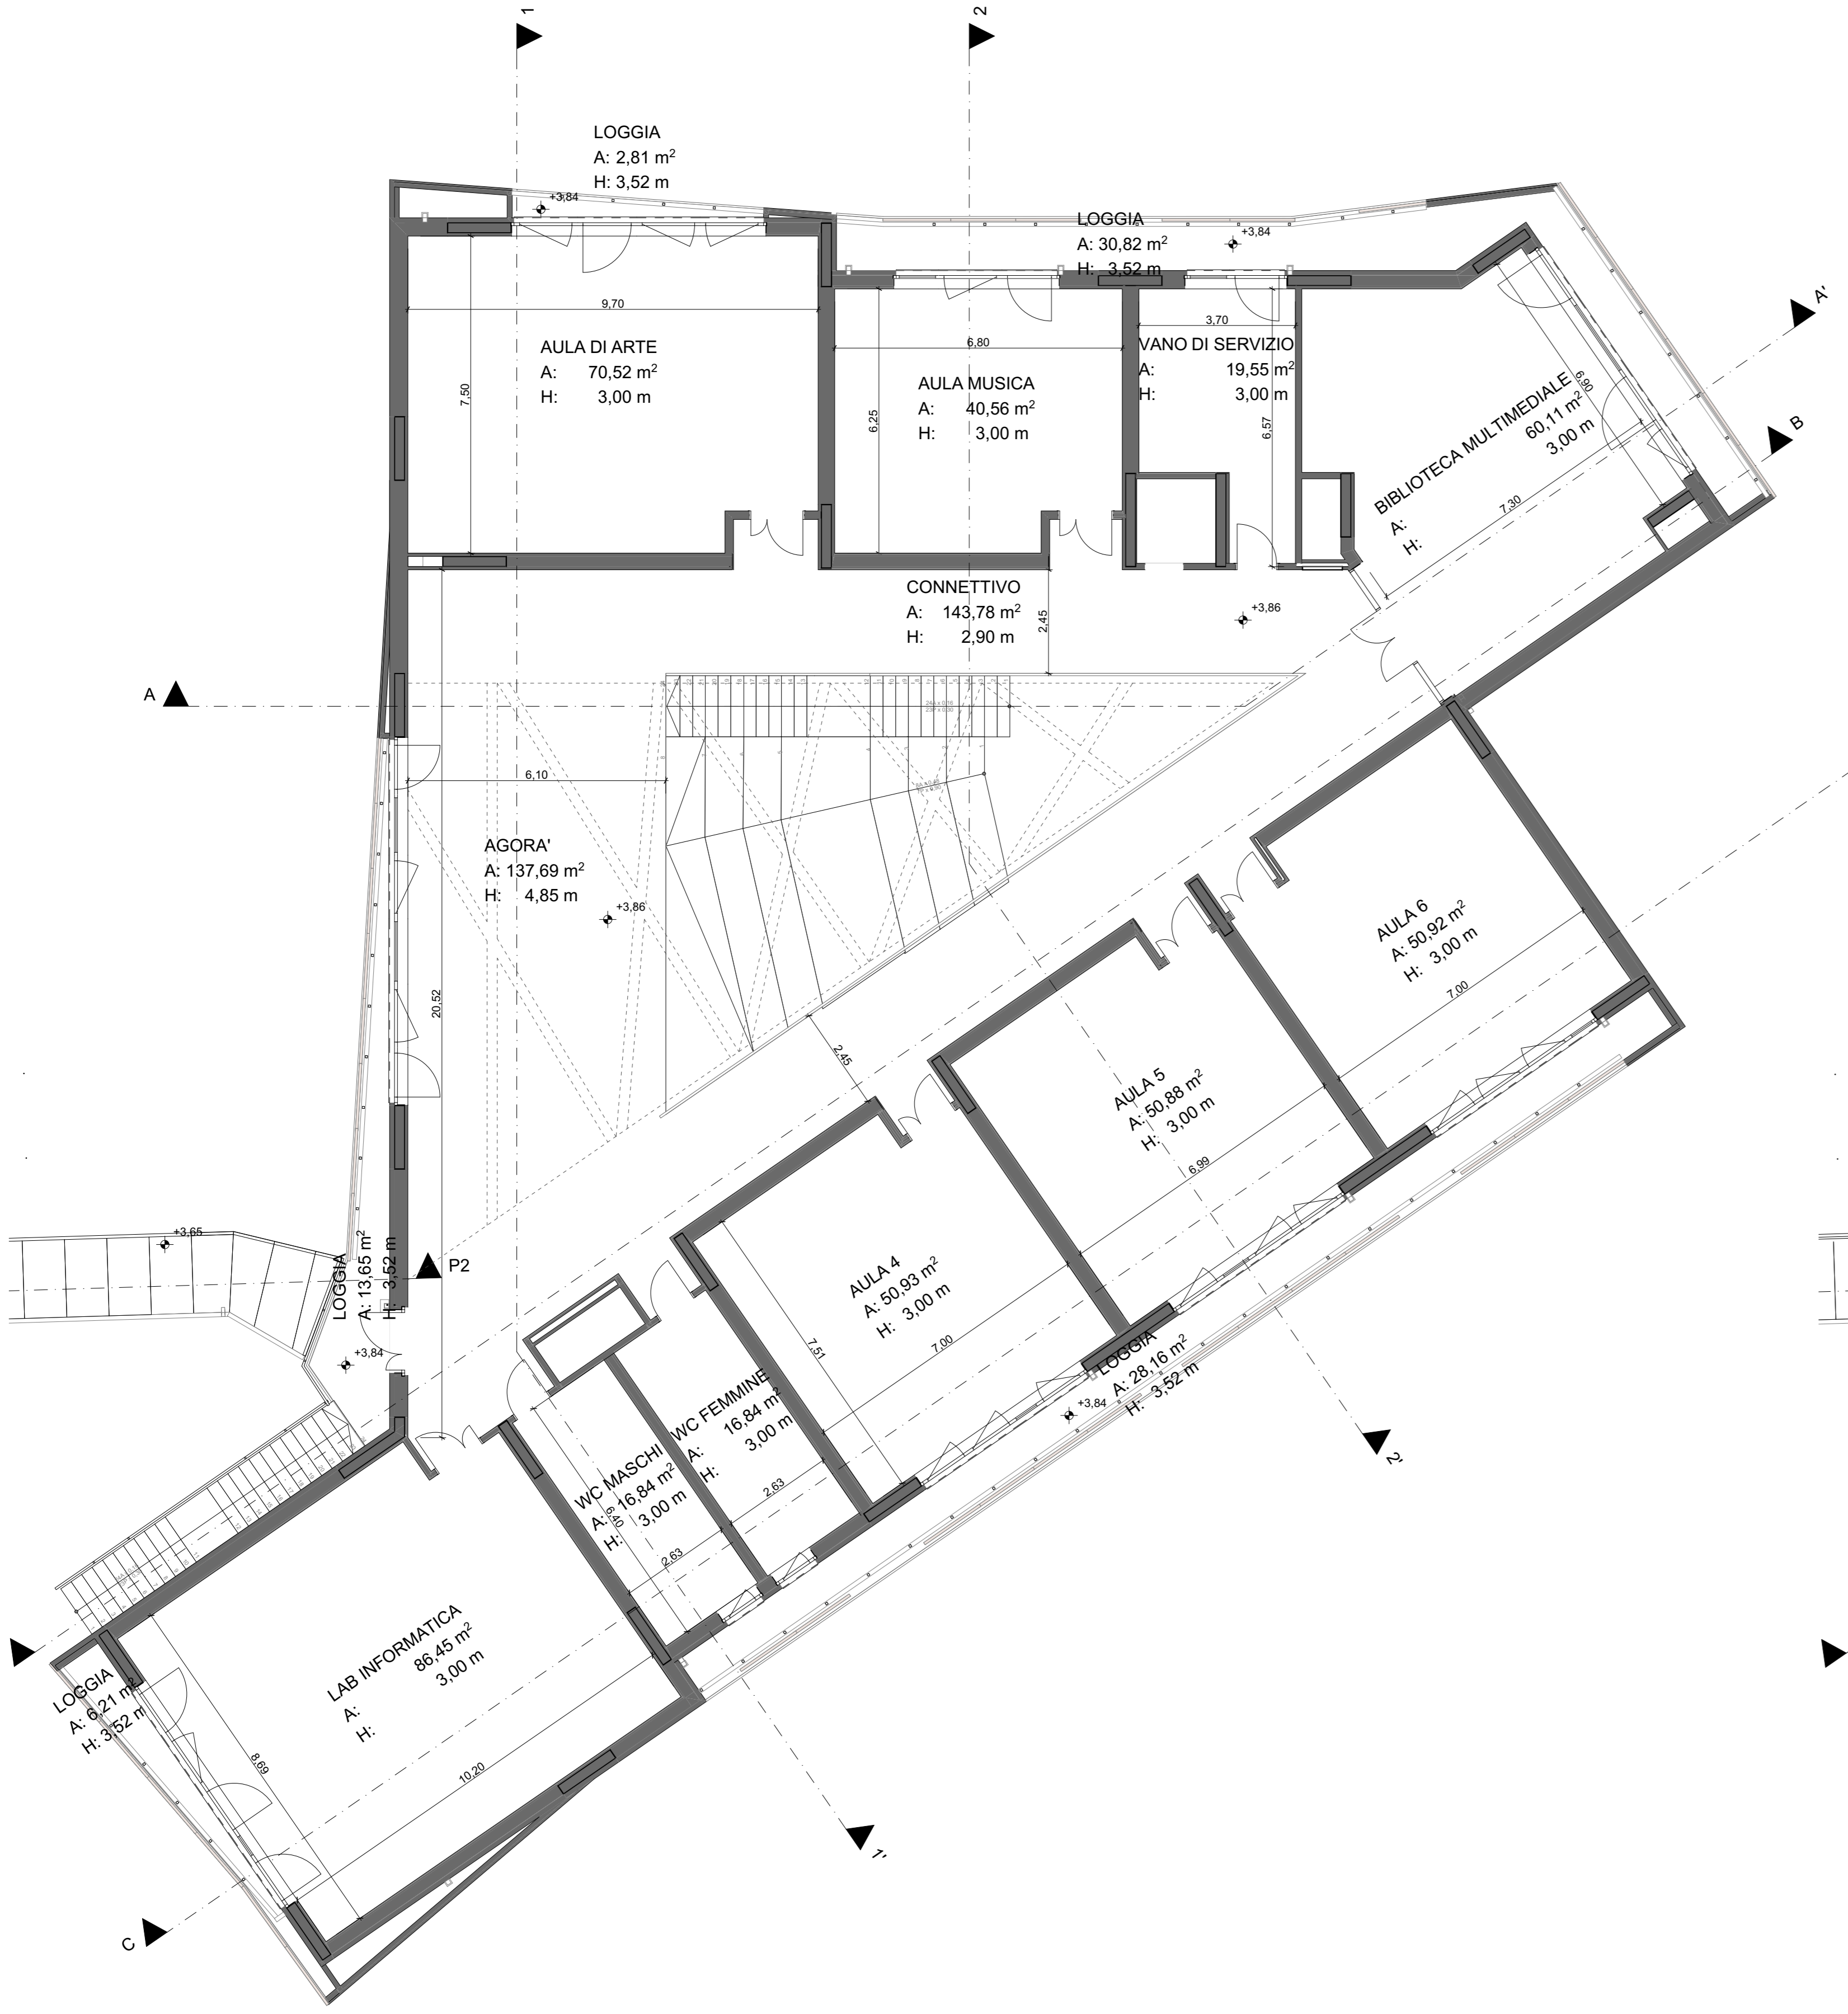 1
2
LOGGIA
A: 2,81 m²
H: 3,52 m
+3,84
LOGGIA
A: 30,82 m²
H: 3,52 m
+3,84
A'
B
9,70
7,50
AULA DI ARTE
A: 70,52 m²
H: 3,00 m
6,80
6,25
AULA MUSICA
A: 40,56 m²
H: 3,00 m
3,70
VANO DI SERVIZIO
A: 19,55 m²
H: 3,00 m
6,57
6,90
BIBLIOTECA MULTIMEDIALE
A: 60,11 m²
H: 3,00 m
7,30
CONNETTIVO
A: 143,78 m²
H: 2,90 m
2,45
+3,86
A
6,10
AGORA'
A: 137,69 m²
H: 4,85 m
+3,86
20,52
2,45
AULA 6
A: 50,92 m²
H: 3,00 m
7,00
AULA 5
A: 50,88 m²
H: 3,00 m
6,99
+3,65
LOGGIA
A: 13,65 m²
H: 3,52 m
P2
+3,84
AULA 4
A: 50,93 m²
H: 3,00 m
7,51
7,00
LOGGIA
A: 28,16 m²
H: 3,52 m
+3,84
WC FEMMINE
A: 16,84 m²
H: 3,00 m
2,63
WC MASCHI
A: 16,84 m²
H: 3,00 m
6,40
2,63
2'
LAB INFORMATICA
A: 86,45 m²
H: 3,00 m
LOGGIA
A: 6,21 m²
H: 3,52 m
8,69
10,20
1'
C